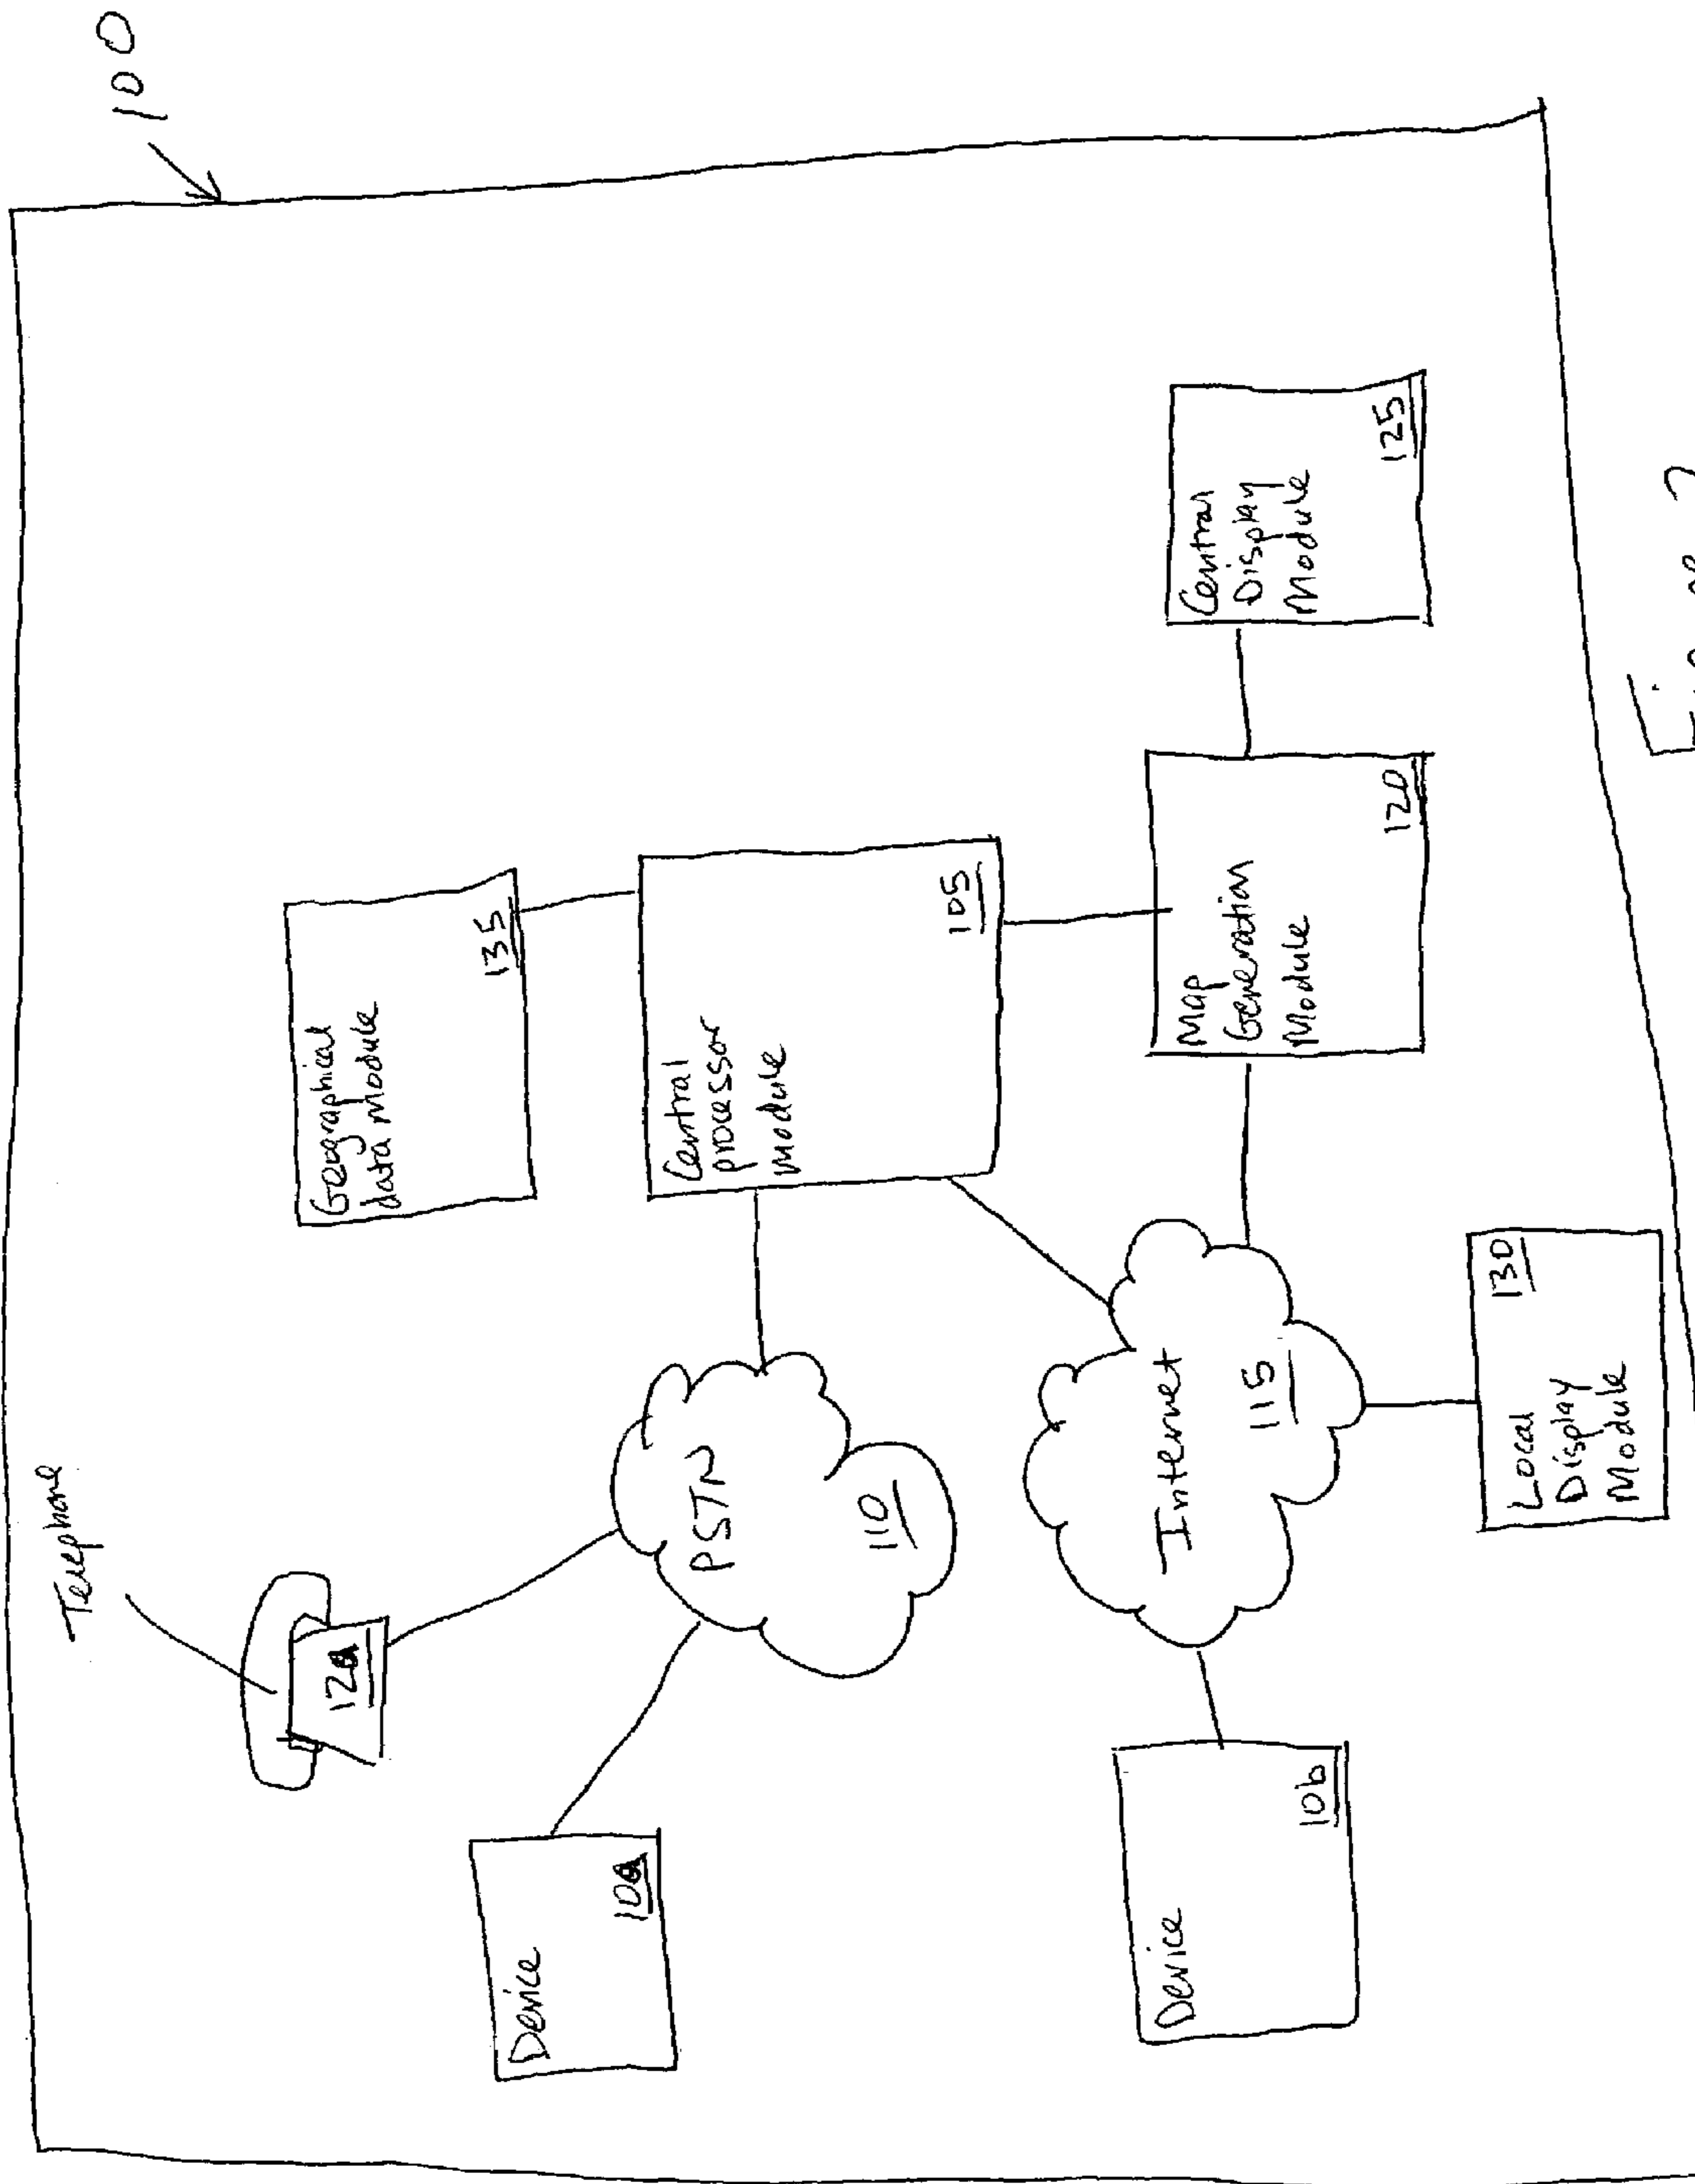 100
Telephone
12a
Geographical
data Module
135
Device
10a
PSTN
110
Central
processor
module
105
Device
10b
Internet
115
Map
Generation
Module
120
Central
Display
Module
125
Local
Display
Module
130